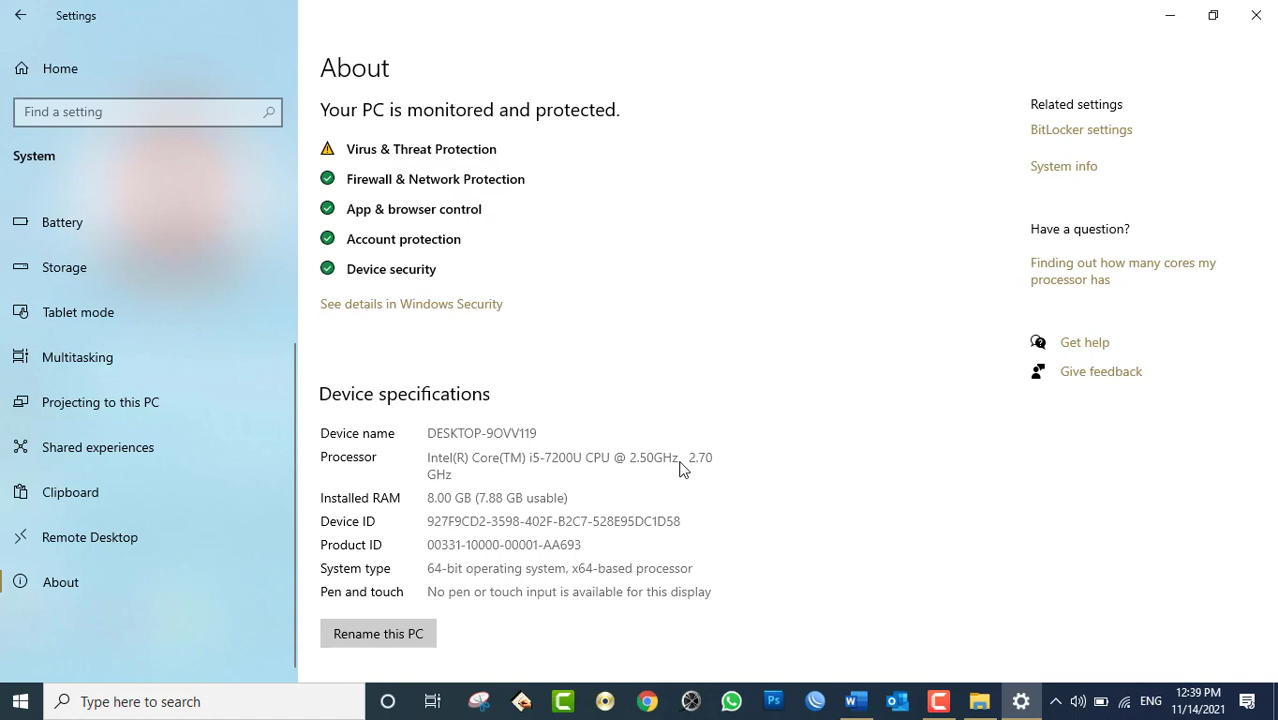 Settings
Home
Find a setting
System
Battery
Storage
Tablet mode
Multitasking
Projecting to this PC
Shared experiences
Clipboard
Remote Desktop
About
About
Your PC is monitored and protected.
Virus & Threat Protection
Firewall & Network Protection
App & browser control
Account protection
Device security
See details in Windows Security
Device specifications
Device name DESKTOP-9OVV119
Processor Intel(R) Core(TM) i5-7200U CPU @ 2.50GHz 2.70
GHz
Installed RAM 8.00 GB (7.88 GB usable)
Device ID 927F9CD2-3598-402F-B2C7-528E95DC1D58
Product ID 00331-10000-00001-AA693
System type 64-bit operating system, x64-based processor
Pen and touch No pen or touch input is available for this display
Rename this PC
Related settings
BitLocker settings
System info
Have a question?
Finding out how many cores my
processor has
Get help
Give feedback
Type here to search
Ps
ENG
12:39 PM
11/14/2021